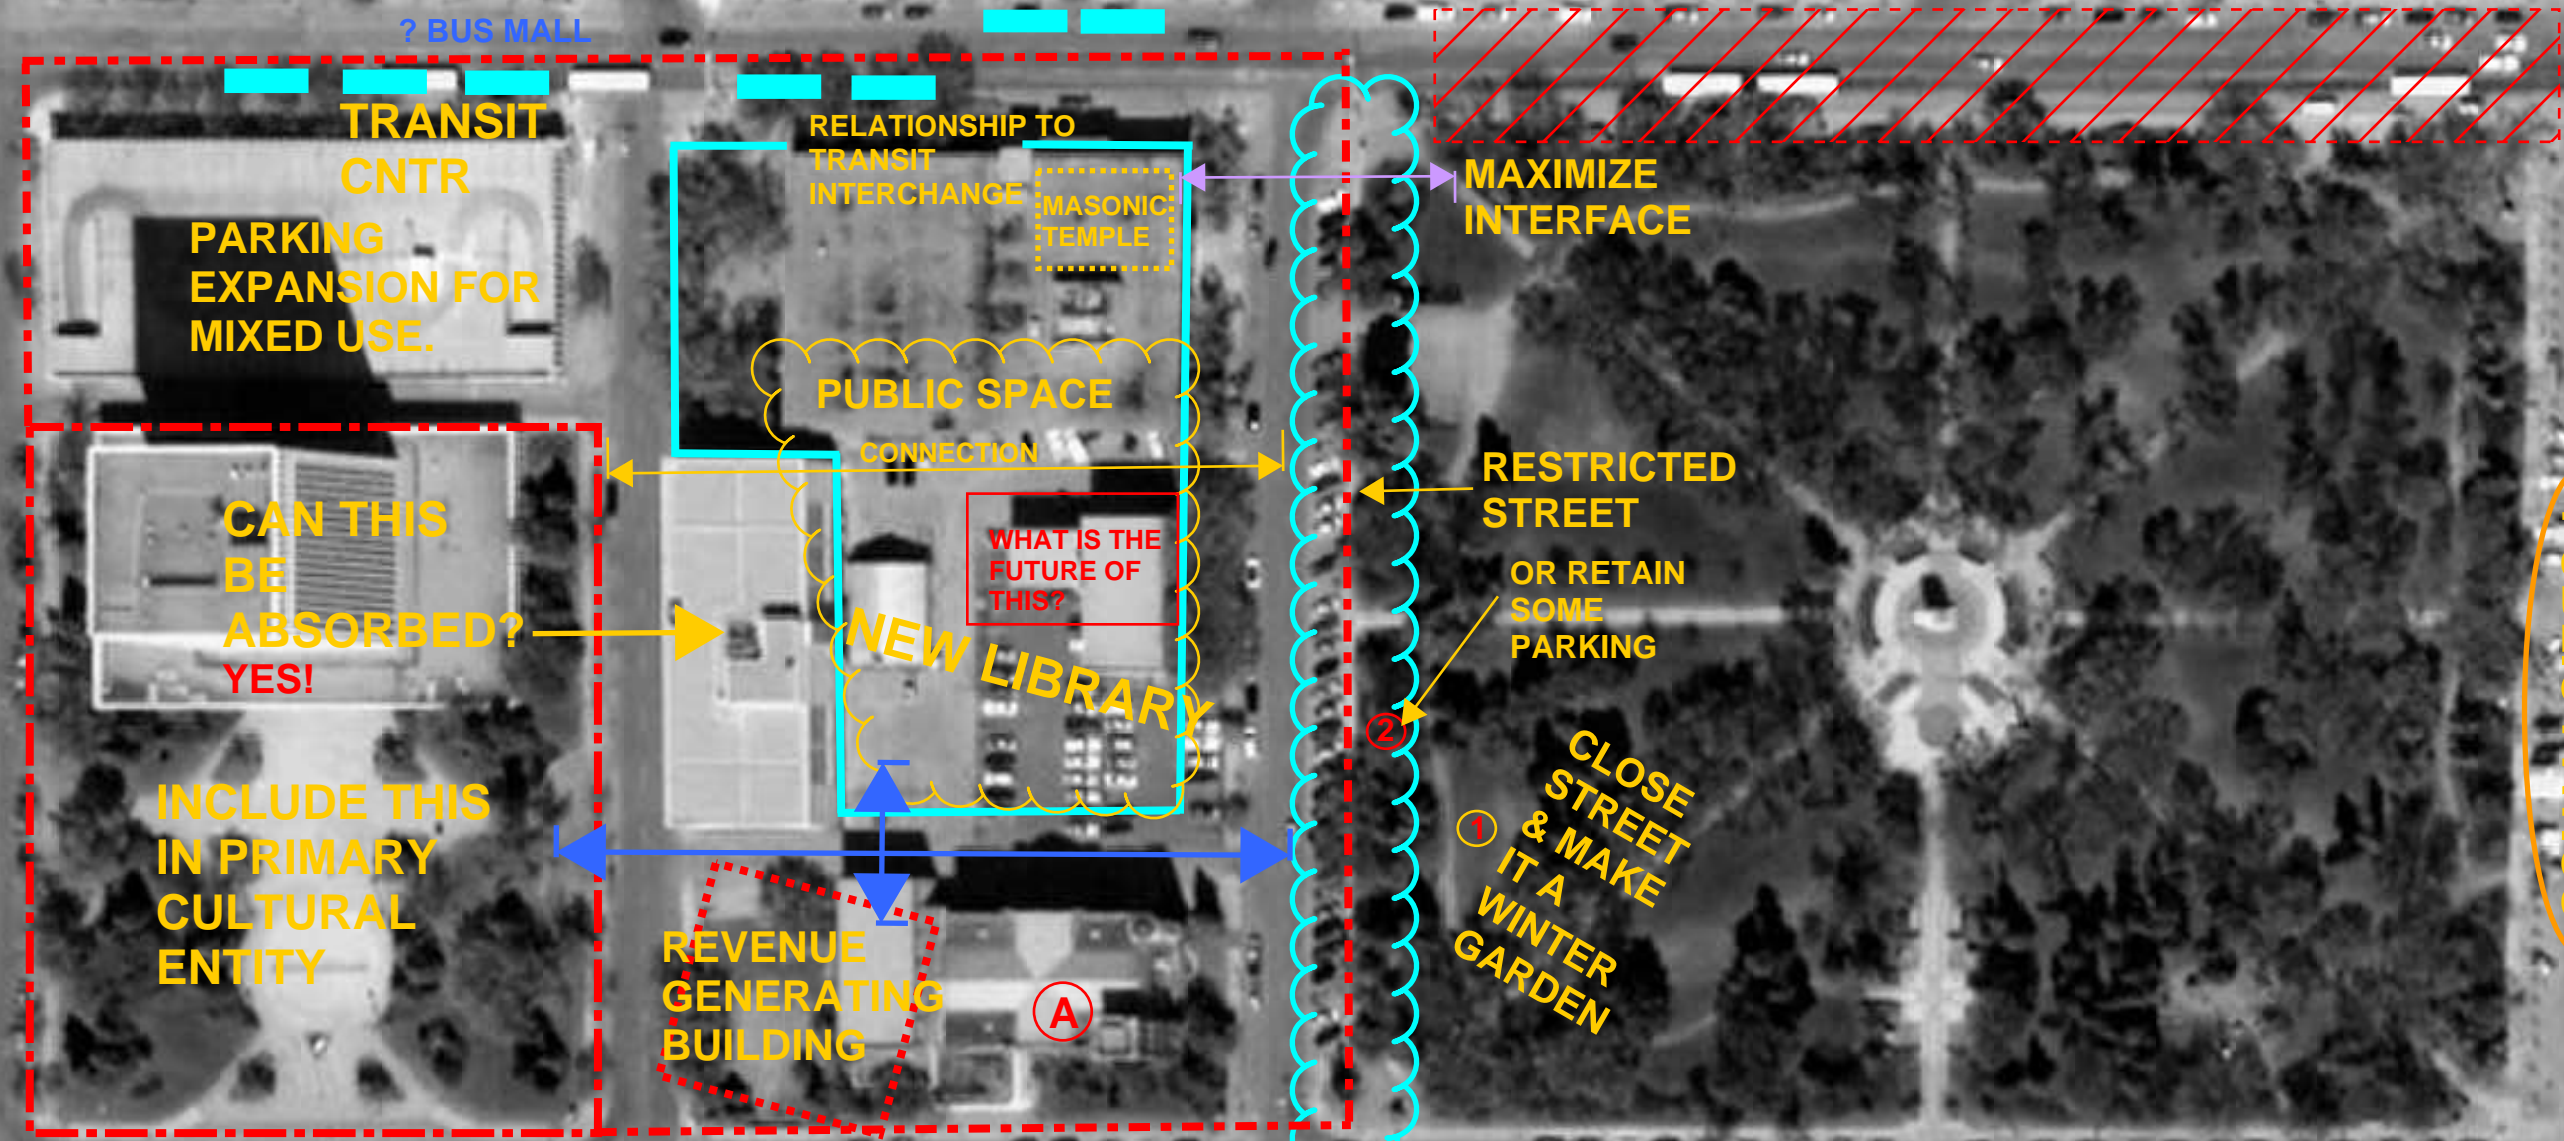 ? BUS MALL
TRANSIT
CNTR
PARKING
EXPANSION FOR
MIXED USE.
RELATIONSHIP TO
TRANSIT
INTERCHANGE
MASONIC
TEMPLE
MAXIMIZE
INTERFACE
PUBLIC SPACE
CONNECTION
RESTRICTED
STREET
CAN THIS
BE
ABSORBED?
YES!
WHAT IS THE
FUTURE OF
THIS?
NEW LIBRARY
OR RETAIN
SOME
PARKING
2
1
CLOSE
STREET
& MAKE
IT A
WINTER
GARDEN
INCLUDE THIS
IN PRIMARY
CULTURAL
ENTITY
REVENUE
GENERATING
BUILDING
A